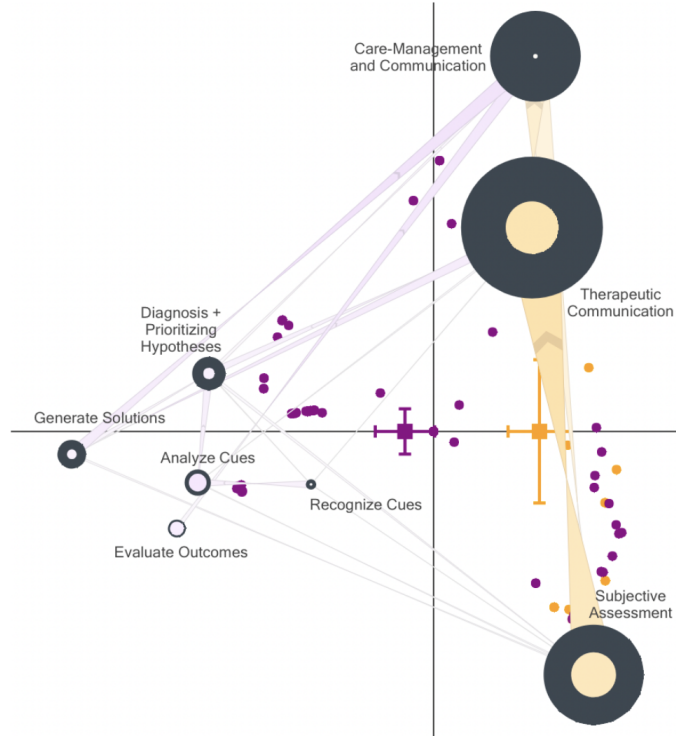 Care-Management
and Communication
Therapeutic
Communication
Diagnosis +
Prioritizing
Hypotheses
Generate Solutions
Analyze Cues
Recognize Cues
Evaluate Outcomes
Subjective
Assessment